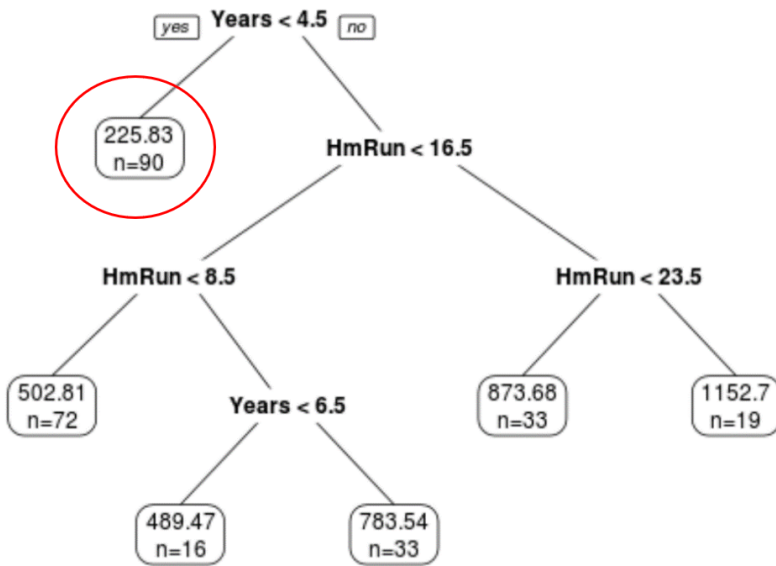 yes Years < 4.5 no
225.83
n=90
HmRun < 16.5
HmRun < 8.5
HmRun < 23.5
502.81
n=72
Years < 6.5
873.68
n=33
1152.7
n=19
489.47
n=16
783.54
n=33